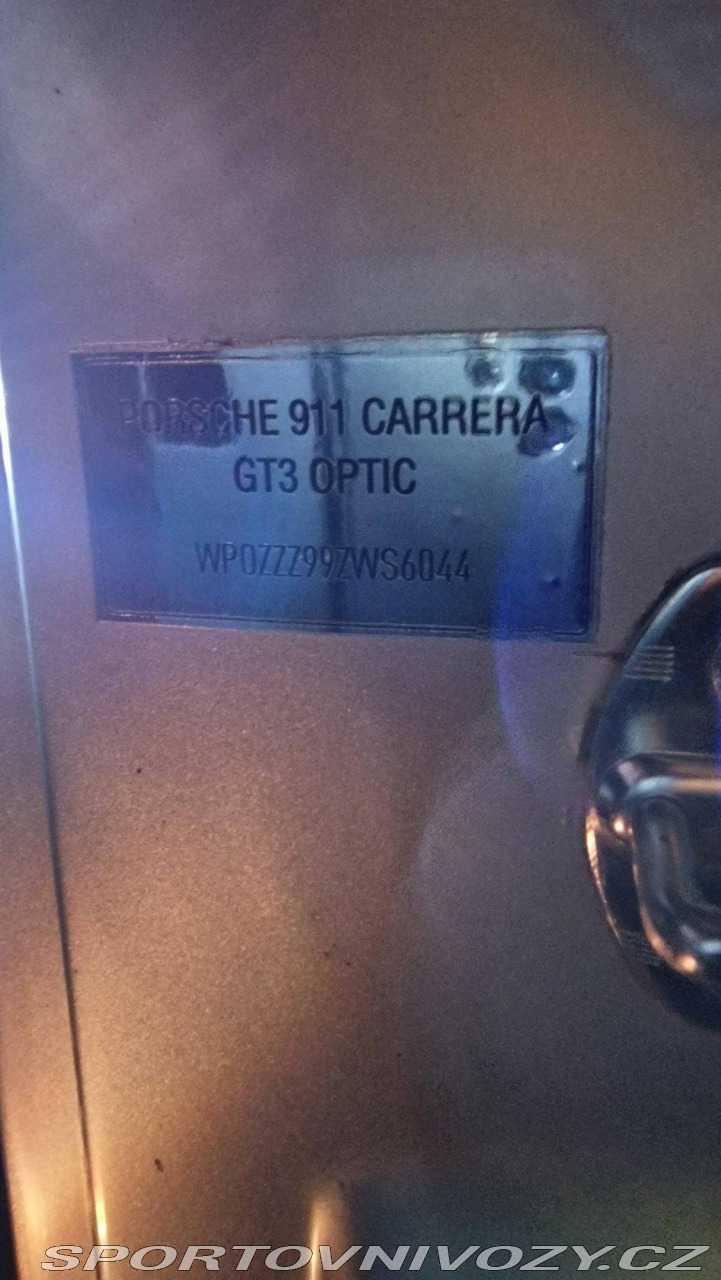 PORSCHE 911 CARRERA
GT3 OPTIC
WP0ZZZ99ZWS6044
SPORTOVNIVOZY.CZ